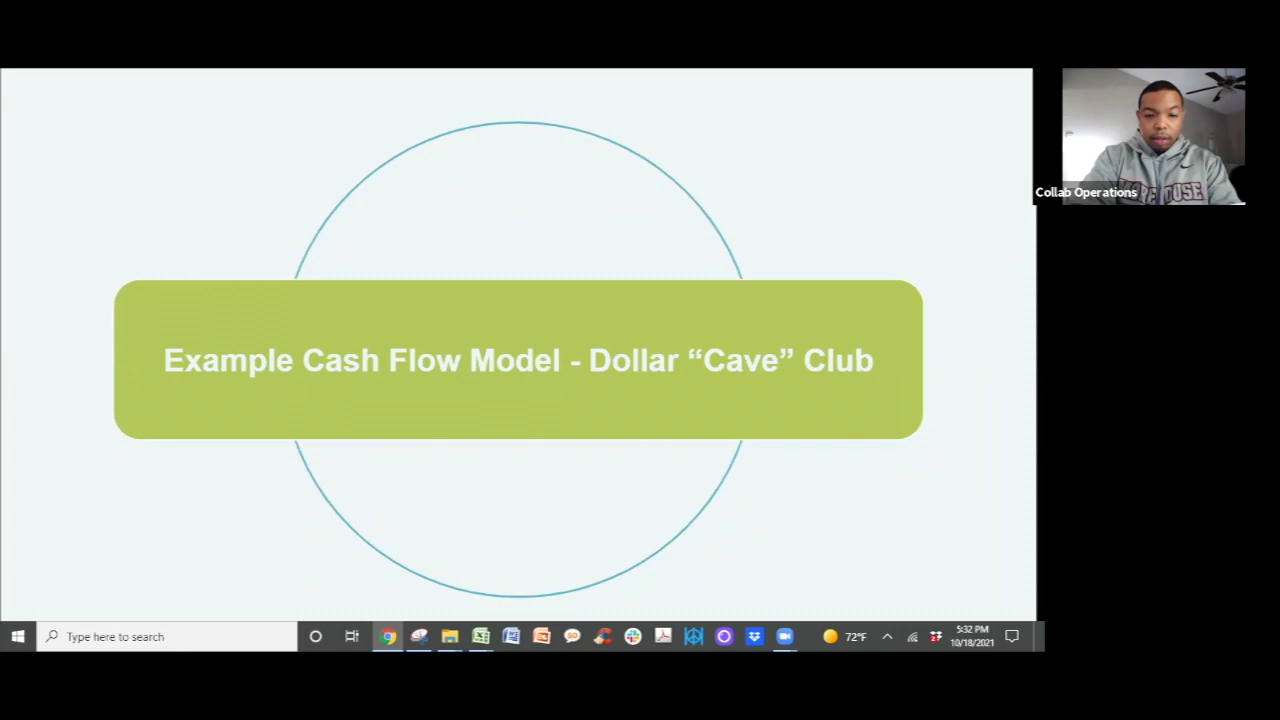 Example Cash Flow Model - Dollar “Cave” Club
Collab Operations
Type here to search
72°F
5:32 PM
10/18/2021